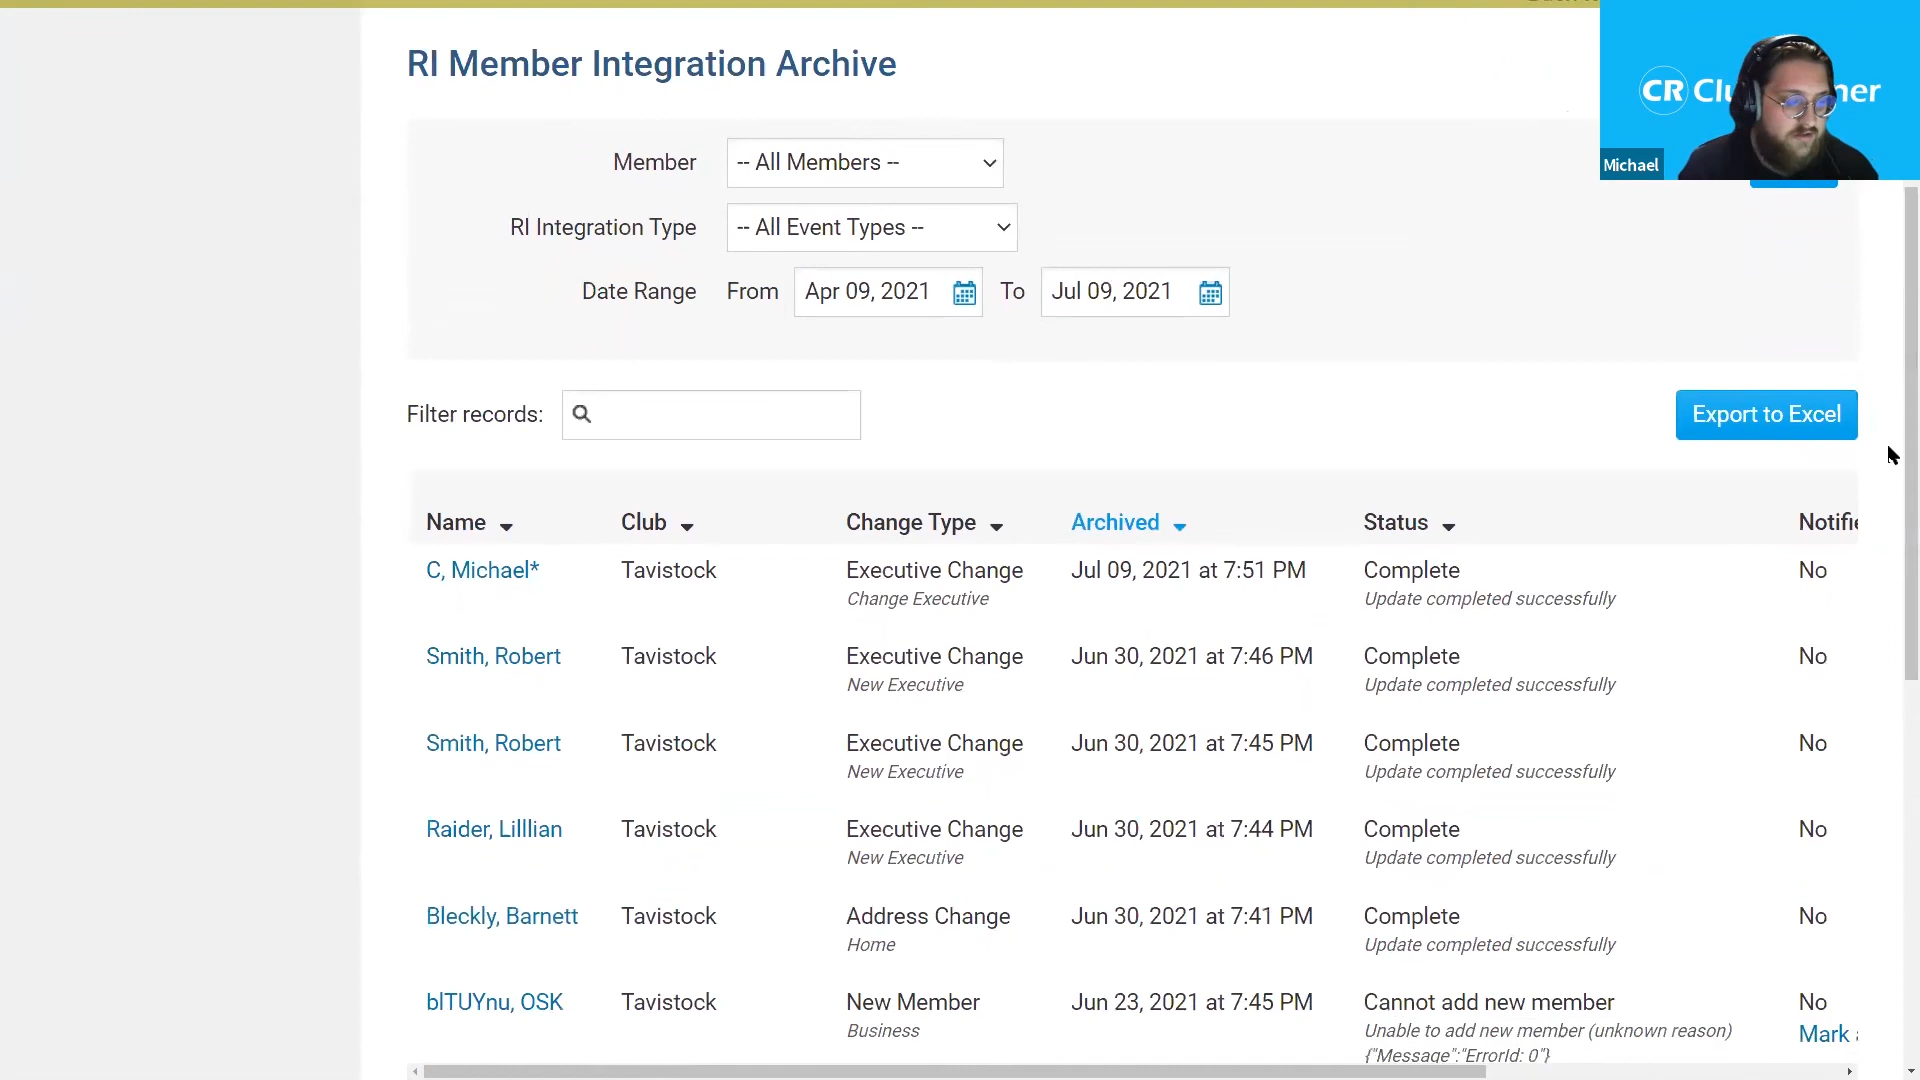 RI Member Integration Archive
CR Clu ner
Michael
Member -- All Members --
RI Integration Type -- All Event Types --
Date Range From Apr 09, 2021 To Jul 09, 2021
Filter records:
Export to Excel
Name Club Change Type Archived Status Notifie
C, Michael* Tavistock Executive Change Jul 09, 2021 at 7:51 PM Complete No
Change Executive Update completed successfully
Smith, Robert Tavistock Executive Change Jun 30, 2021 at 7:46 PM Complete No
New Executive Update completed successfully
Smith, Robert Tavistock Executive Change Jun 30, 2021 at 7:45 PM Complete No
New Executive Update completed successfully
Raider, Lilllian Tavistock Executive Change Jun 30, 2021 at 7:44 PM Complete No
New Executive Update completed successfully
Bleckly, Barnett Tavistock Address Change Jun 30, 2021 at 7:41 PM Complete No
Home Update completed successfully
blTUYnu, OSK Tavistock New Member Jun 23, 2021 at 7:45 PM Cannot add new member No
Business Unable to add new member (unknown reason) Mark
{"Message":"ErrorId: 0"}